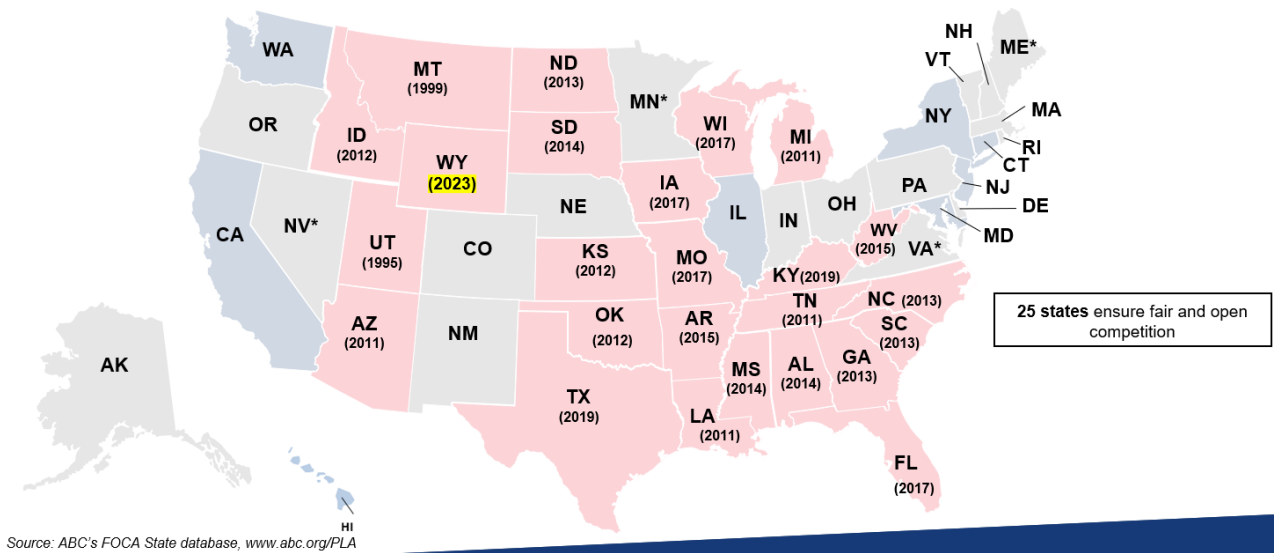 WA
NH
ME*
VT
MT
(1999)
ND
(2013)
MN*
OR
ID
(2012)
SD
(2014)
WI
(2017)
MI
(2011)
NY
MA
RI
CT
WY
(2023)
IA
(2017)
PA
NJ
DE
MD
NE
IL
IN
OH
WV
(2015)
VA*
CA
NV*
UT
(1995)
CO
KS
(2012)
MO
(2017)
KY(2019)
NC (2013)
TN
(2011)
AZ
(2011)
NM
OK
(2012)
AR
(2015)
SC
(2013)
25 states ensure fair and open
competition
AK
TX
(2019)
MS
(2014)
AL
(2014)
GA
(2013)
LA
(2011)
FL
(2017)
HI
Source: ABC's FOCA State database, www.abc.org/PLA